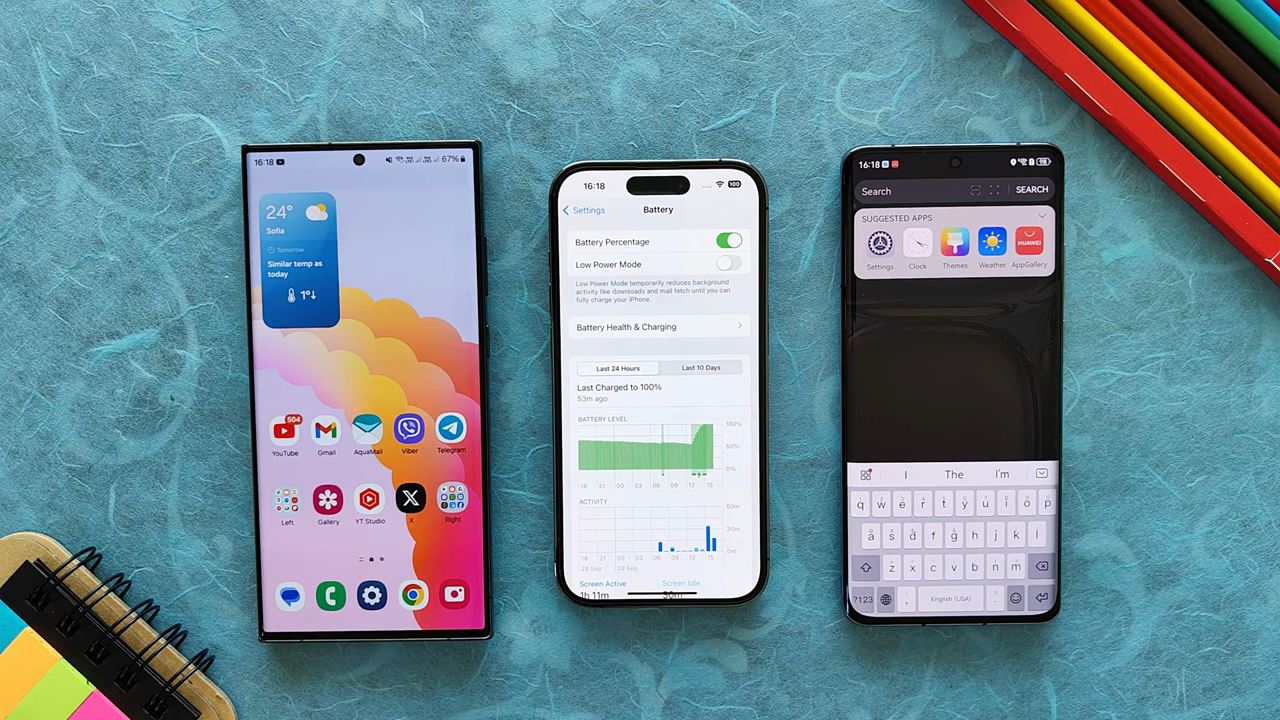 16:18
67%
24°
Sofia
Tomorrow
Similar temp as
today
1°↓
504
YouTube
Gmail
AquaMail
Viber
Telegram
Left
Gallery
YT Studio
X
Right
16:18
100
Settings
Battery
Battery Percentage
Low Power Mode
Low Power Mode temporarily reduces background
activity like downloads and mail fetch until you can
fully charge your iPhone.
Battery Health & Charging
Last 24 Hours
Last 10 Days
Last Charged to 100%
53m ago
BATTERY LEVEL
100%
50%
0%
18 21 00 03 06 09 12 15
ACTIVITY
60m
30m
0m
18 21 00 03 06 09 12 15
28 Sep 29 Sep
Screen Active
Screen Idle
1h 11m
30m
16:18
98
Search
SEARCH
SUGGESTED APPS
HUAWEI
Settings
Clock
Themes
Weather
AppGallery
I
The
I'm
q w e r t y u i o p
a s d f g h j k l
z x c v b n m
?123
English (USA)